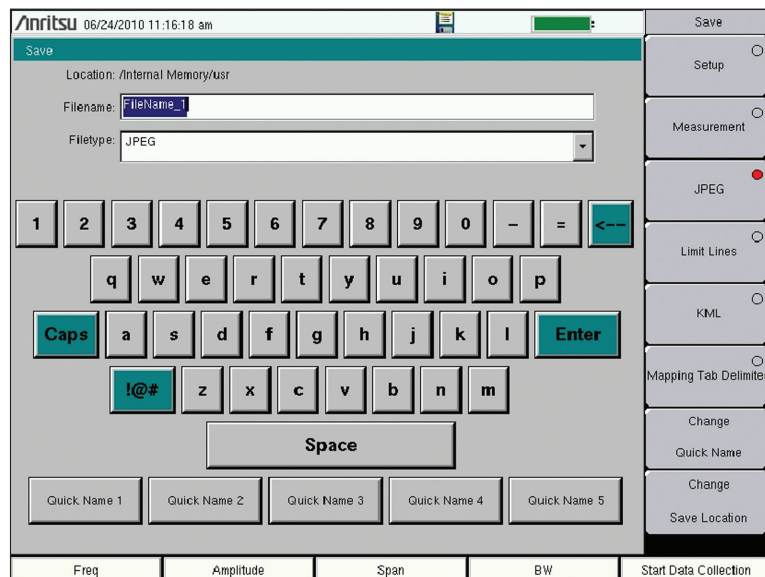 Anritsu 06/24/2010 11:16:18 am
Save
Save
Location: /Internal Memory/usr
Filename: FileName_1
Filetype: JPEG
1 2 3 4 5 6 7 8 9 0 – = <--
q w e r t y u i o p
Caps a s d f g h j k l Enter
!@# z x c v b n m
Space
Quick Name 1 Quick Name 2 Quick Name 3 Quick Name 4 Quick Name 5
Setup
Measurement
JPEG
Limit Lines
KML
Mapping Tab Delimite
Change
Quick Name
Change
Save Location
Freq Amplitude Span BW Start Data Collection